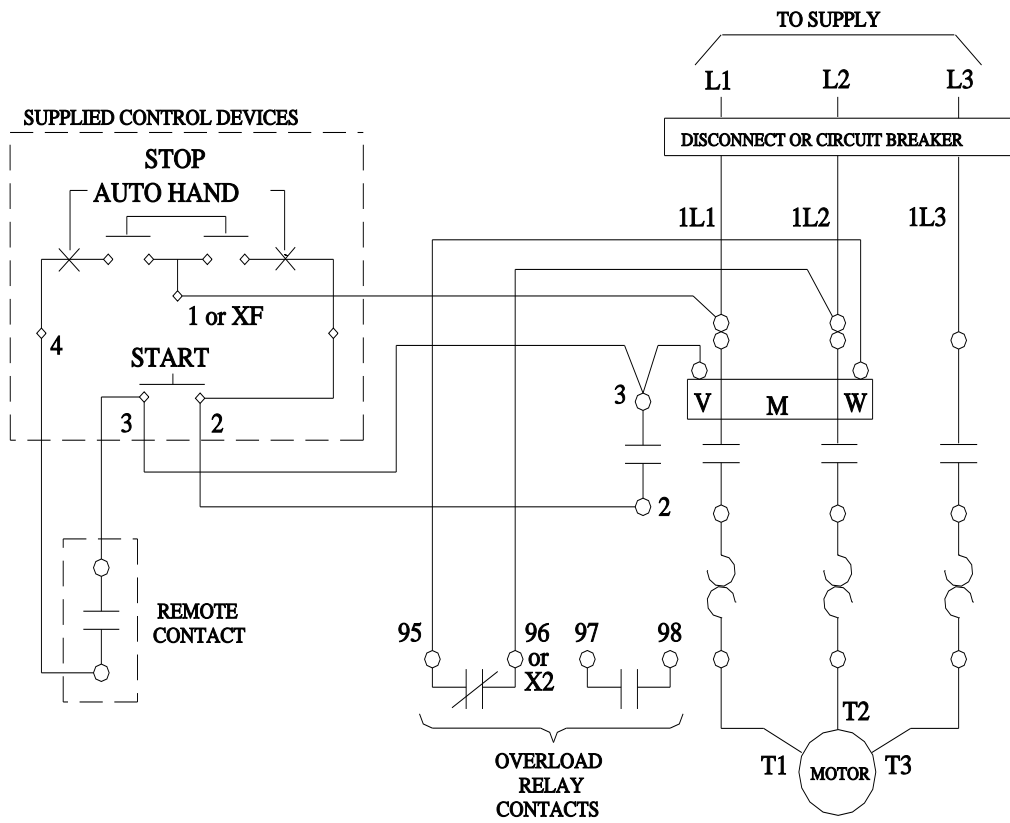 TO SUPPLY
L1 L2 L3
SUPPLIED CONTROL DEVICES
DISCONNECT OR CIRCUIT BREAKER
STOP
AUTO HAND
1L1 1L2 1L3
1 or XF
4
START
3 2
3
V M W
2
REMOTE
CONTACT
95 96 97 98
or
X2
T2
T1 MOTOR T3
OVERLOAD
RELAY
CONTACTS